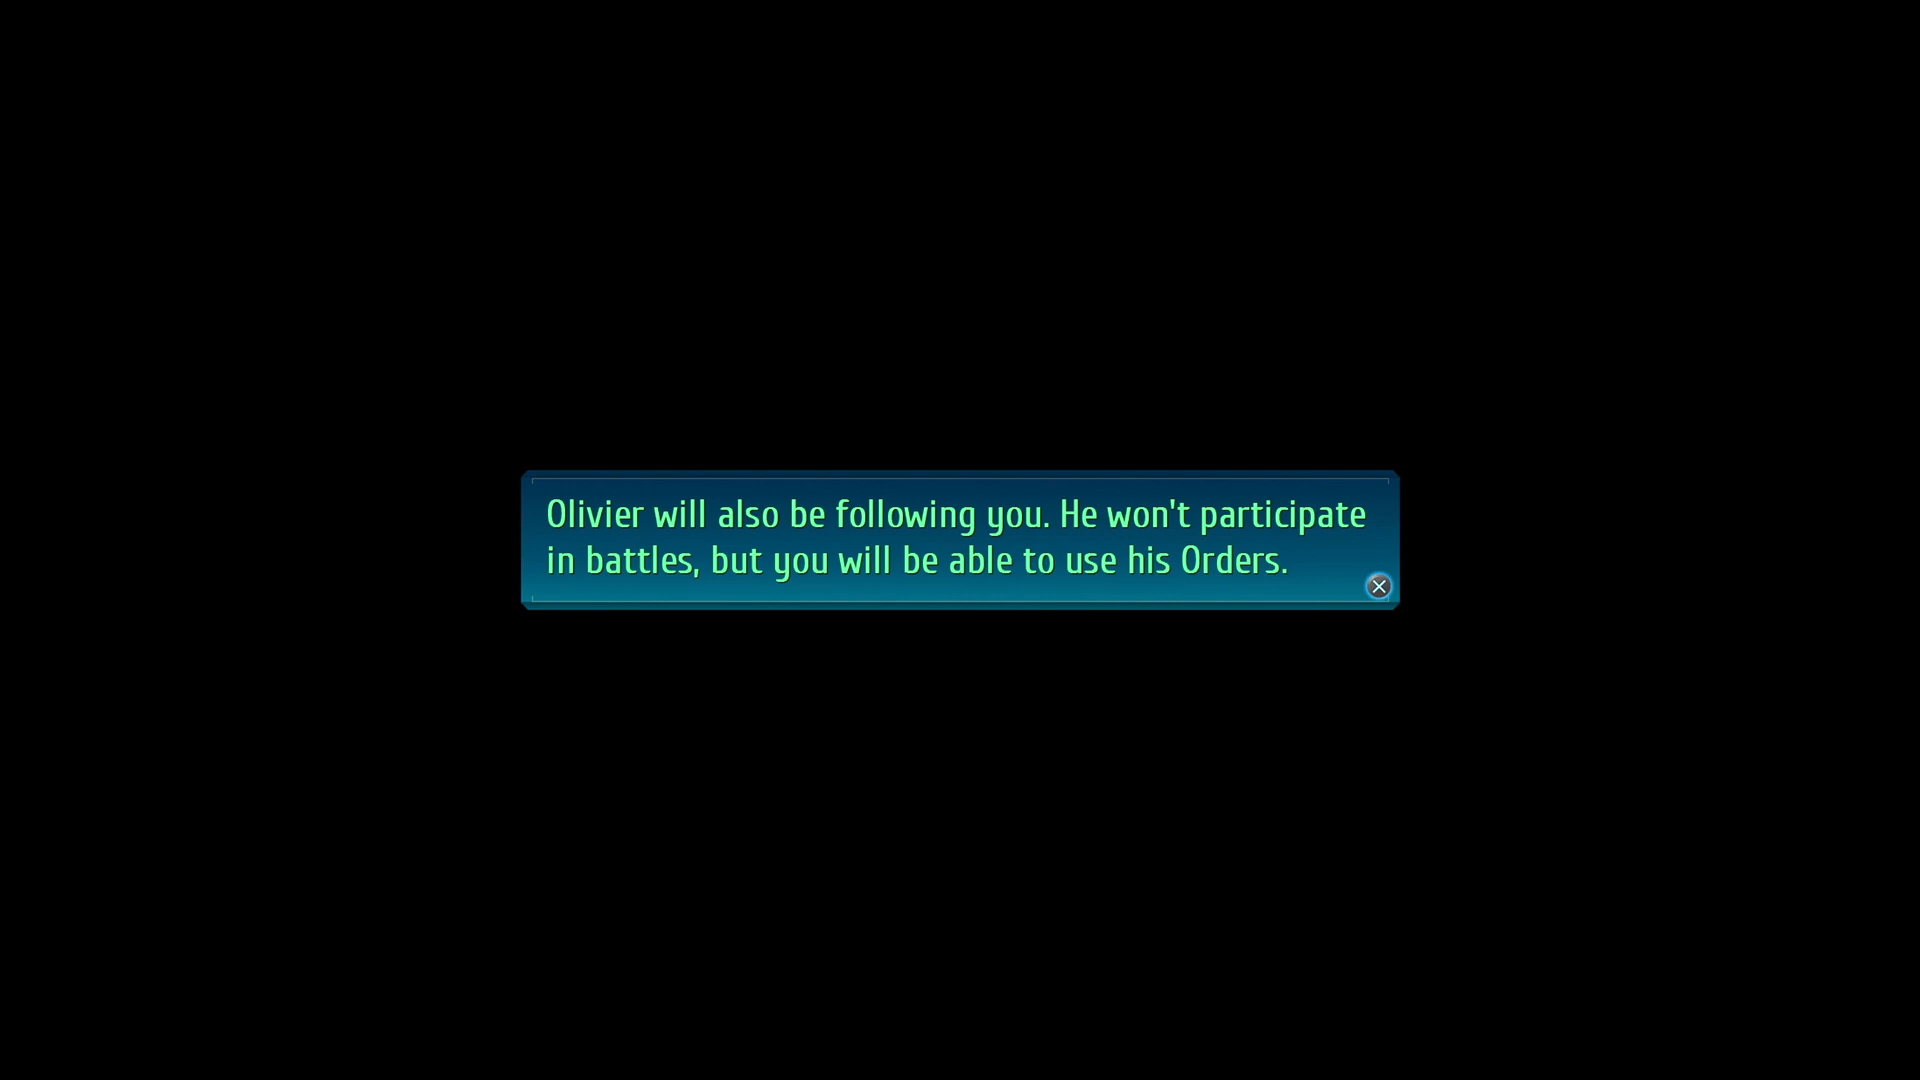 Olivier will also be following you. He won't participate
in battles, but you will be able to use his Orders.